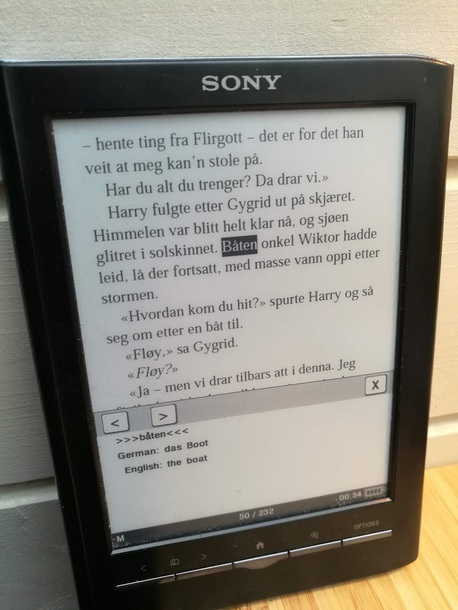 SONY
– hente ting fra Flirgott – det er for det han
veit at meg kan'n stole på.
Har du alt du trenger? Da drar vi.»
Harry fulgte etter Gygrid ut på skjæret.
Himmelen var blitt helt klar nå, og sjøen
glitret i solskinnet. Båten onkel Wiktor hadde
leid, lå der fortsatt, med masse vann oppi etter
stormen.
«Hvordan kom du hit?» spurte Harry og så
seg om etter en båt til.
«Fløy,» sa Gygrid.
«Fløy?»
«Ja – men vi drar tilbars att i denna. Jeg
< > X
>>>båten<<<
German: das Boot
English: the boat
00:54
50 / 232
M
< > OPTIONS